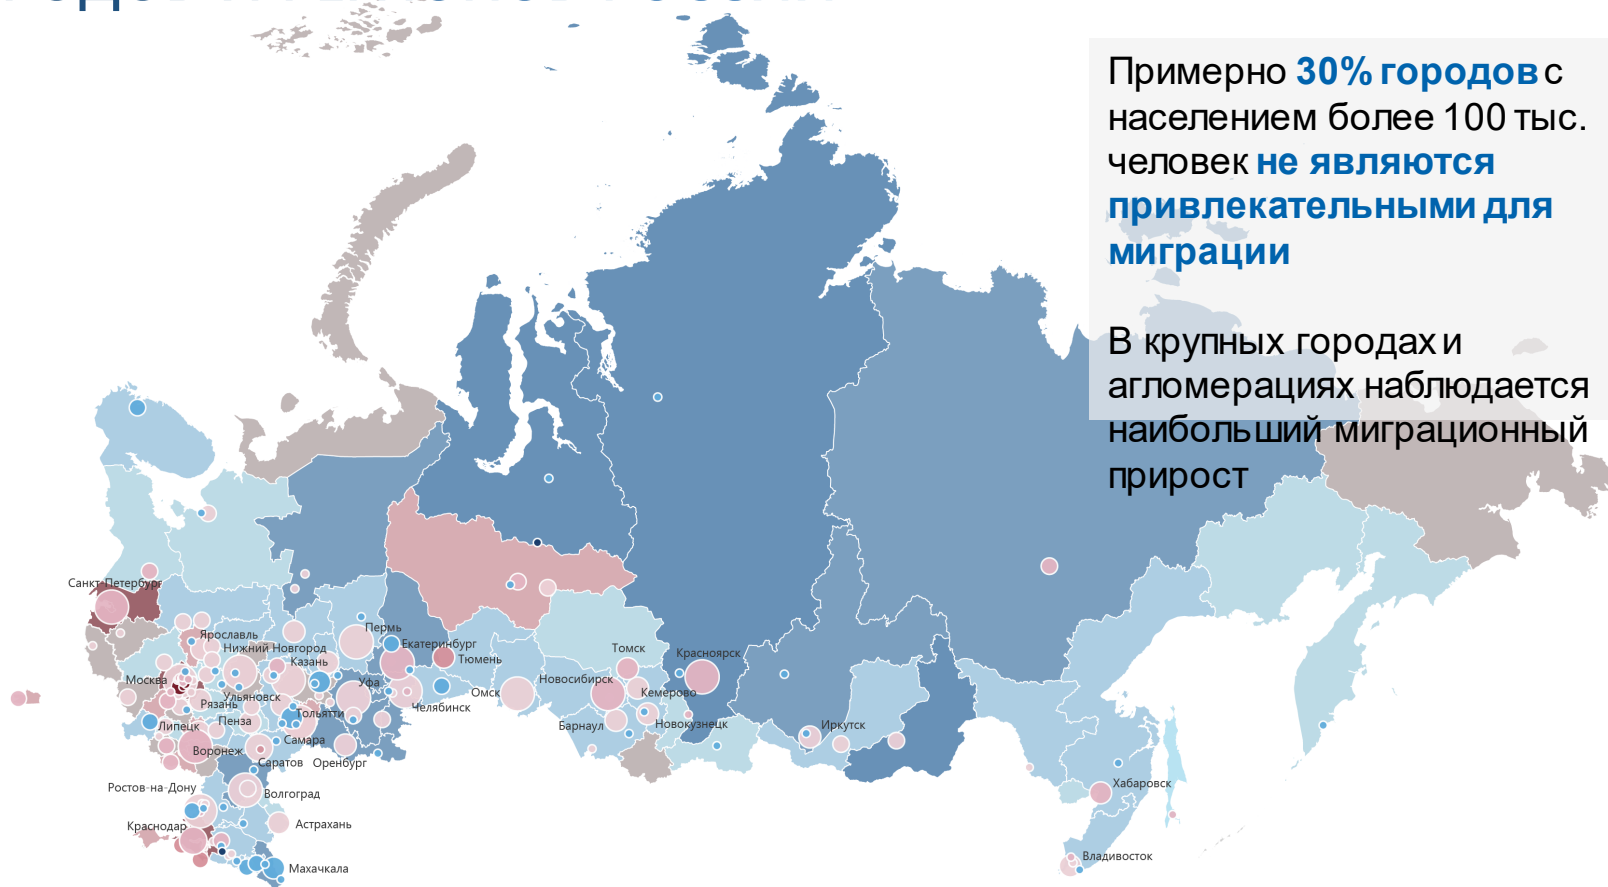 Примерно 30% городов с
населением более 100 тыс.
человек не являются
привлекательными для
миграции
В крупных городах и
агломерациях наблюдается
наибольший миграционный
прирост
Санкт-Петербург
Ярославль
Нижний Новгород
Казань
Пермь
Екатеринбург
Тюмень
Москва
Ульяновск
Рязань
Уфа
Челябинск
Омск
Томск
Новосибирск
Красноярск
Кемерово
Барнаул
Новокузнецк
Иркутск
Липецк
Пенза
Тольятти
Самара
Воронеж
Саратов
Оренбург
Ростов-на-Дону
Волгоград
Краснодар
Астрахань
Махачкала
Хабаровск
Владивосток